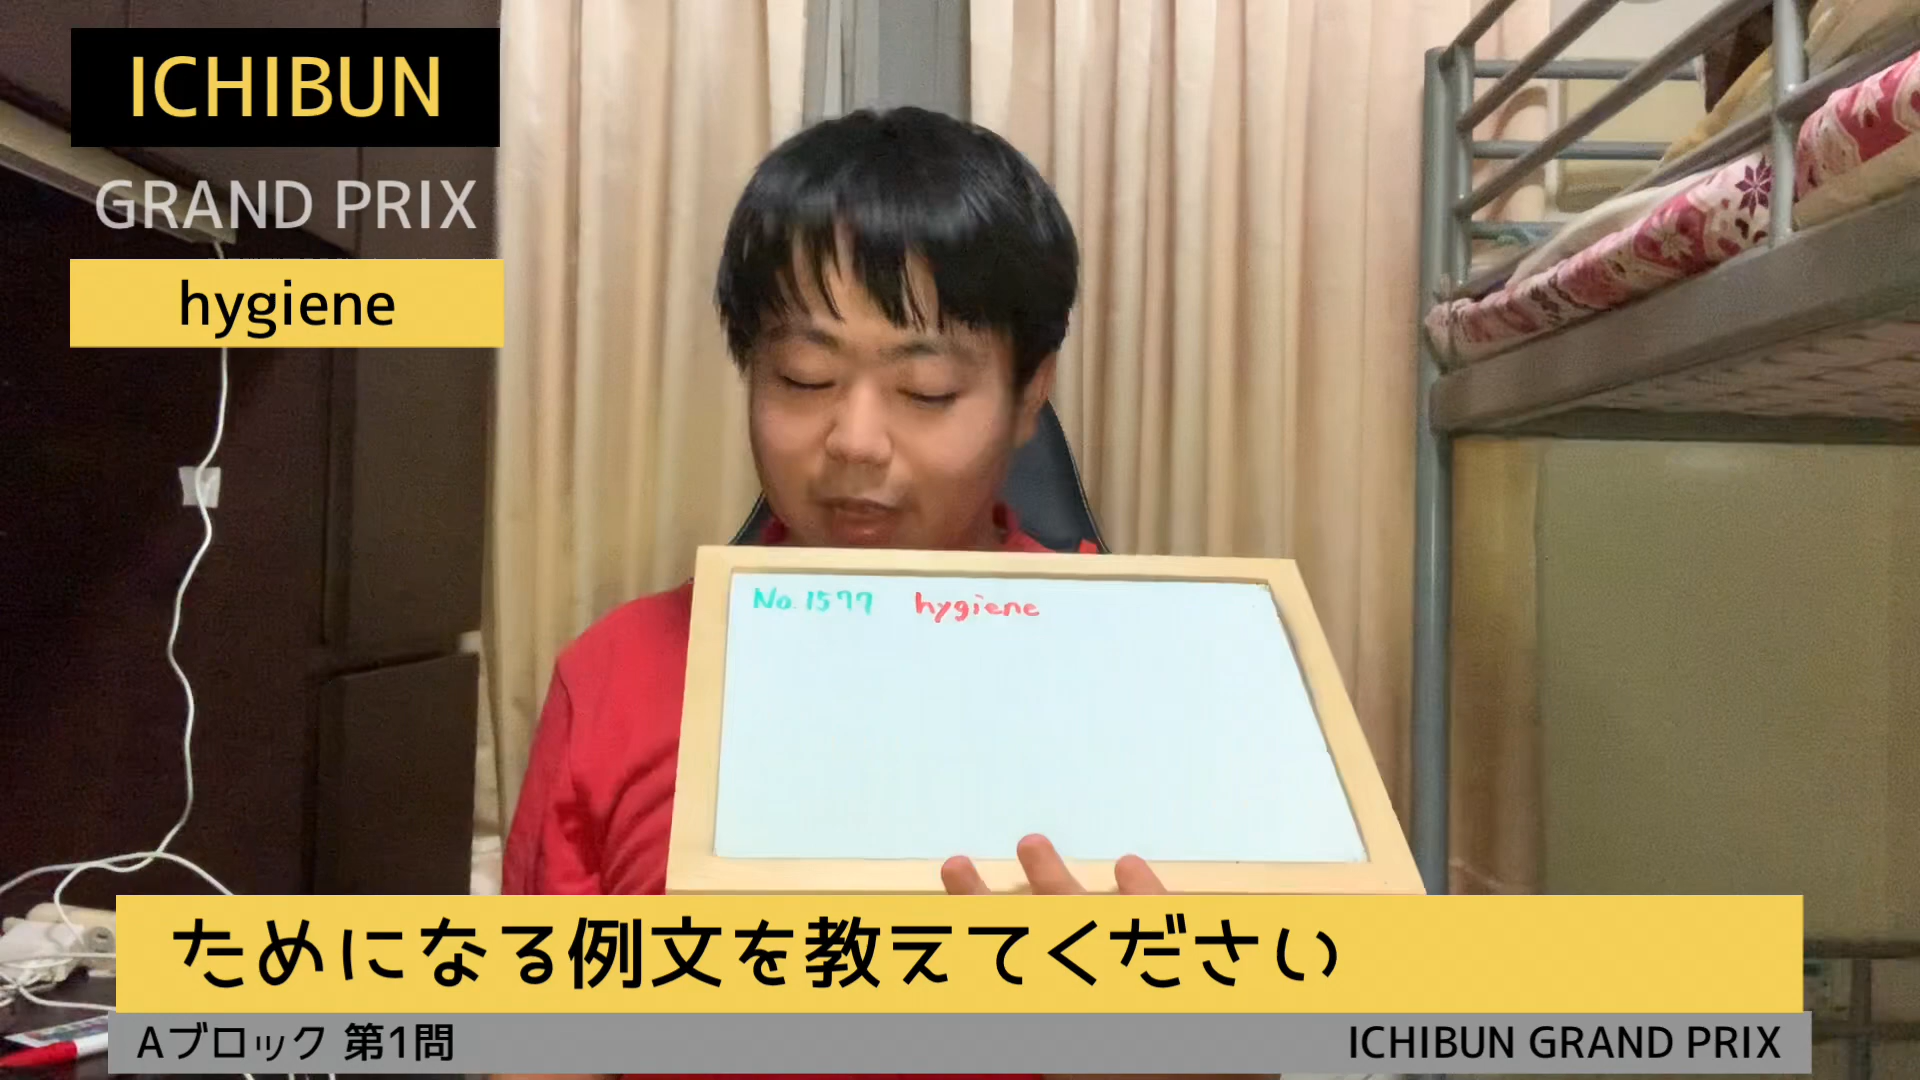 ICHIBUN
GRAND PRIX
hygiene
No.1577 hygiene
ためになる例文を教えてください
Aブロック 第1問
ICHIBUN GRAND PRIX